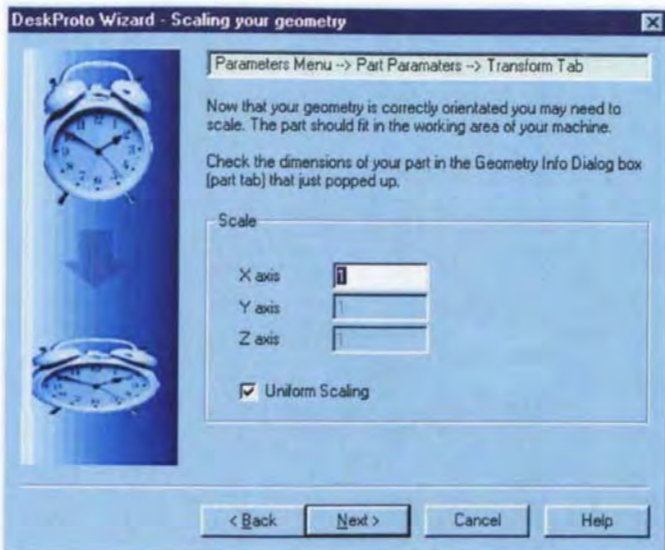 DeskProto Wizard - Scaling your geometry
Parameters Menu --> Part Paramaters --> Transform Tab
Now that your geometry is correctly orientated you may need to
scale. The part should fit in the working area of your machine.
Check the dimensions of your part in the Geometry Info Dialog box
(part tab) that just popped up.
Scale
X axis 1
Y axis 1
Z axis 1
Uniform Scaling
< Back Next > Cancel Help